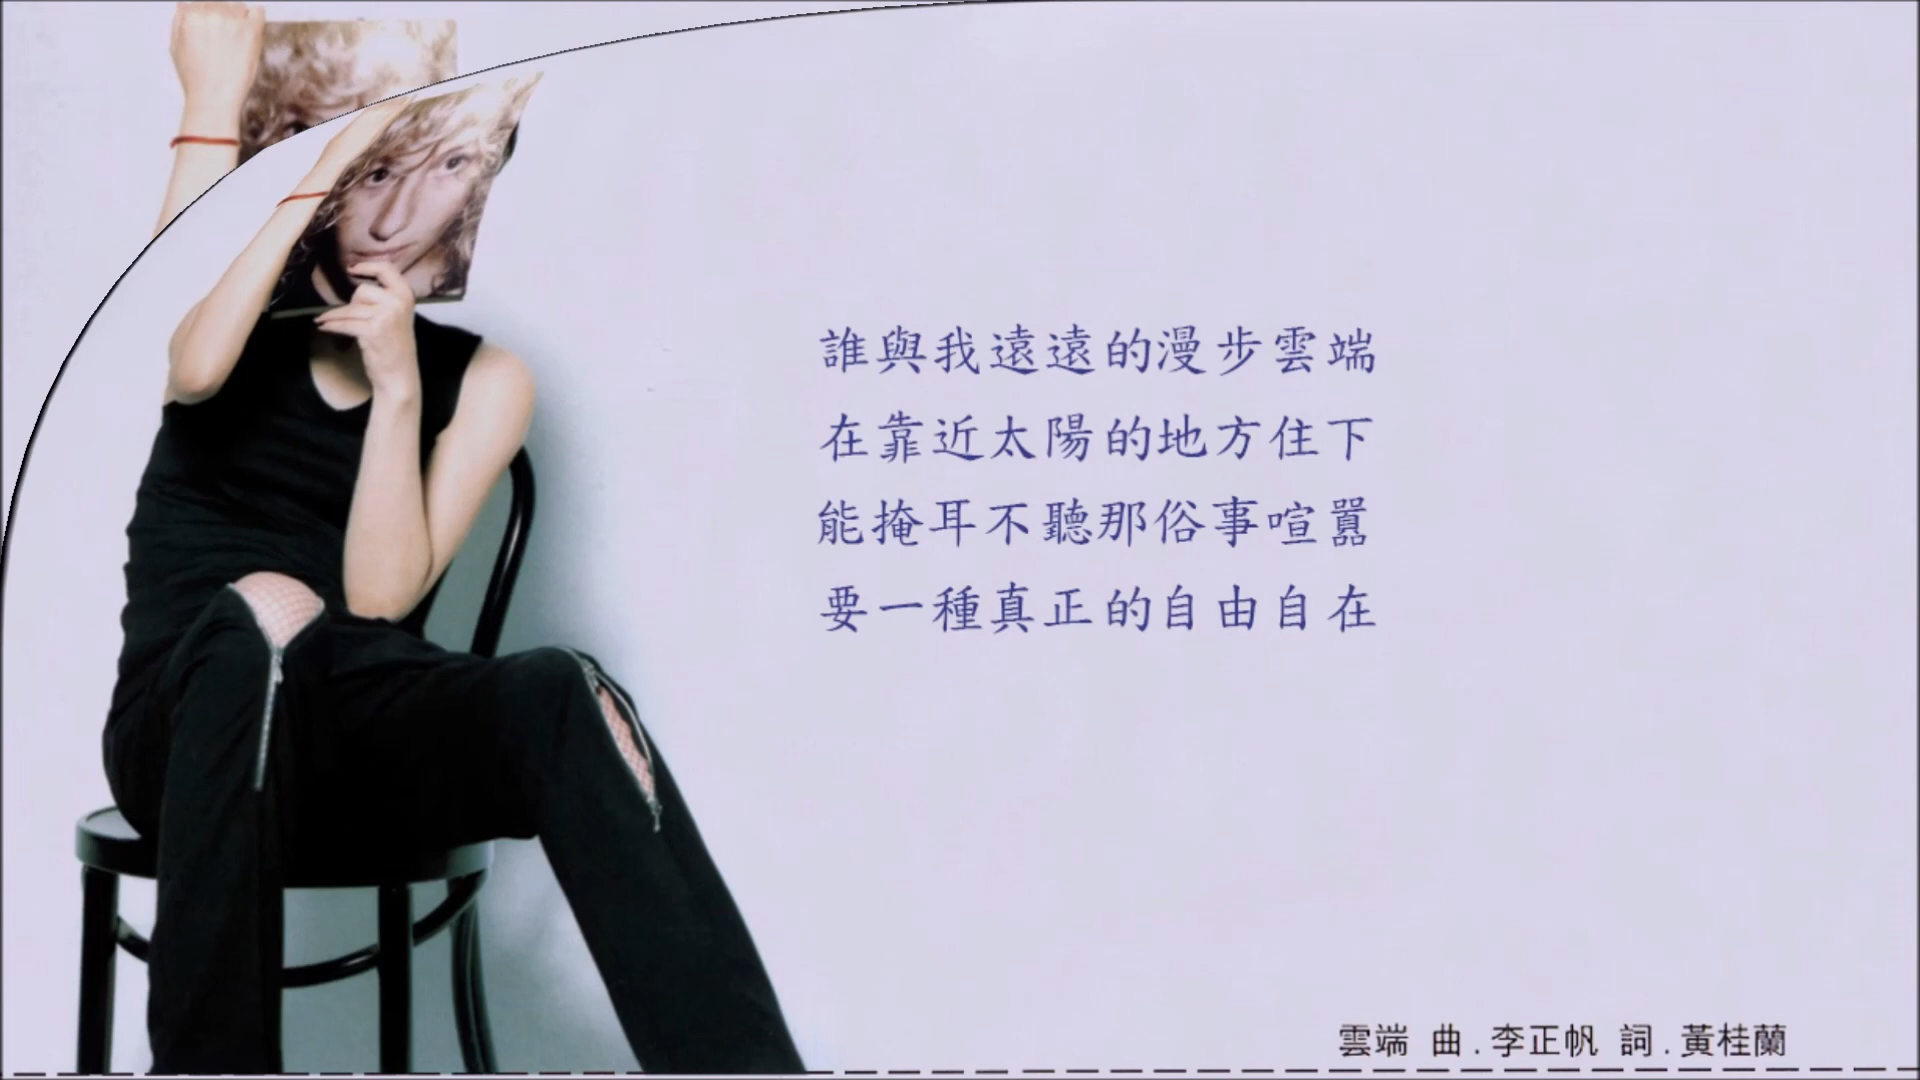 誰與我遠遠的漫步雲端
在靠近太陽的地方住下
能掩耳不聽那俗事喧囂
要一種真正的自由自在
雲端 曲.李正帆 詞.黃桂蘭